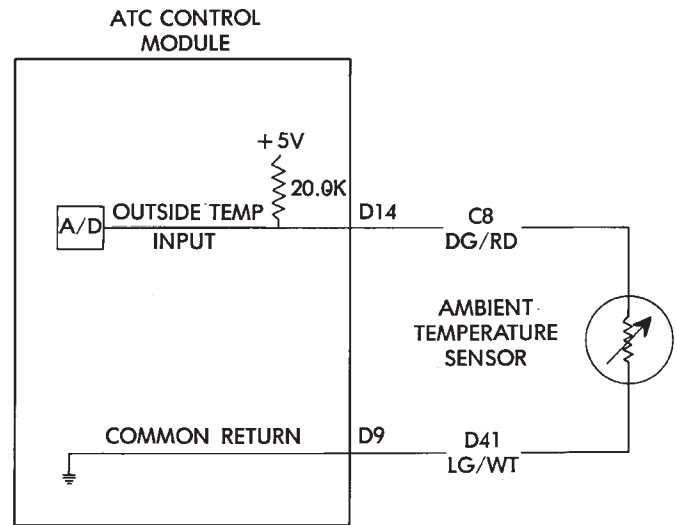 ATC CONTROL
MODULE
+5V
20.0K
A/D
OUTSIDE TEMP
INPUT
D14
C8
DG/RD
AMBIENT
TEMPERATURE
SENSOR
COMMON RETURN
D9
D41
LG/WT